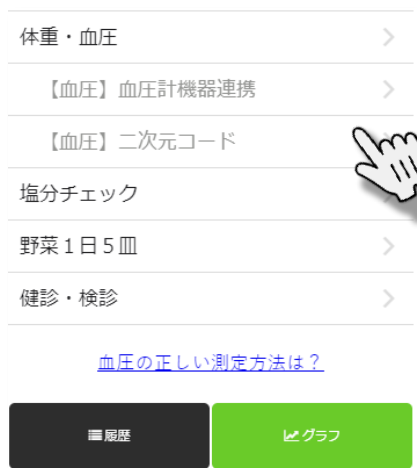 体重・血圧
【血圧】血圧計機器連携
【血圧】二次元コード
塩分チェック
野菜1日5皿
健診・検診
血圧の正しい測定方法は?
履歴
グラフ